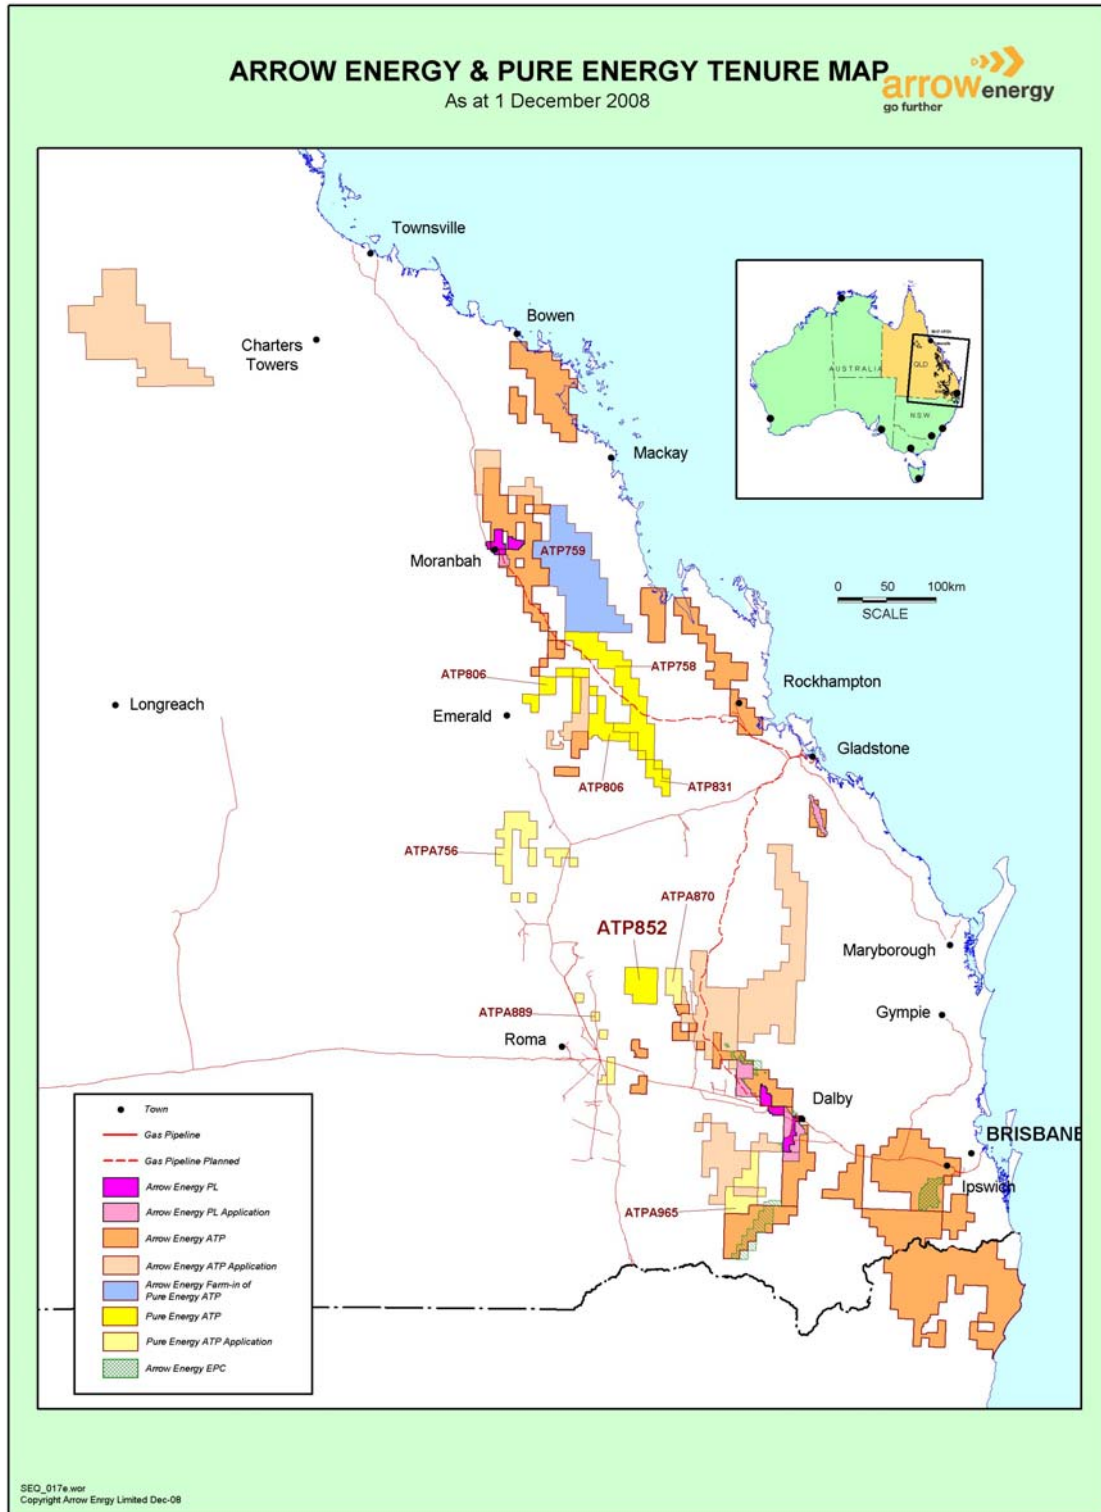 ARROW ENERGY & PURE ENERGY TENURE MAP
As at 1 December 2008
arrowenergy
go further
Townsville
Bowen
Charters
Towers
AUSTRALIA
QLD
N.S.W.
Mackay
ATP759
Moranbah
0 50 100km
SCALE
ATP758
ATP806
Rockhampton
Longreach
Emerald
Gladstone
ATP806
ATP831
ATPA756
ATPA870
ATP852
Maryborough
ATPA889
Gympie
Roma
Dalby
BRISBANE
Ipswich
ATPA965
Town
Gas Pipeline
Gas Pipeline Planned
Arrow Energy PL
Arrow Energy PL Application
Arrow Energy ATP
Arrow Energy ATP Application
Arrow Energy Farm-in of
Pure Energy ATP
Pure Energy ATP
Pure Energy ATP Application
Arrow Energy EPC
SEQ_017e.wor
Copyright Arrow Enrgy Limited Dec-08